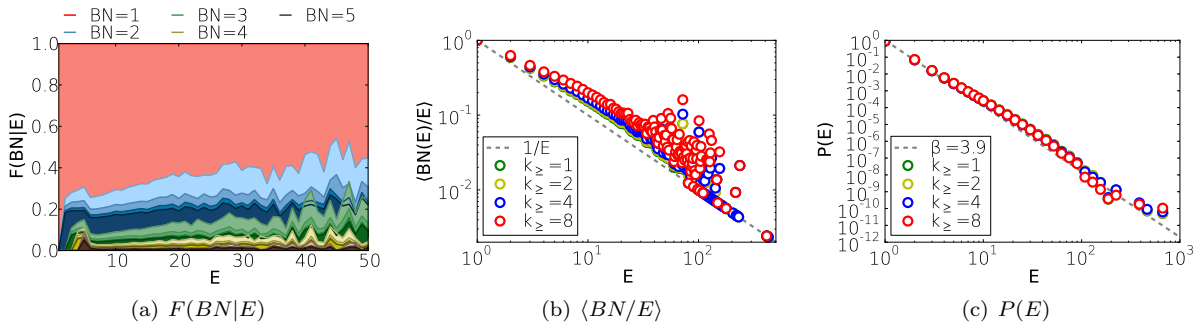 BN=1 BN=3 BN=5
BN=2 BN=4
F(BN|E)
1.0
0.8
0.6
0.4
0.2
0.0
10 20 30 40 50
E
(a) F(BN|E)
⟨BN(E)/E⟩
10^0
10^-1
10^-2
1/E
k≥=1
k≥=2
k≥=4
k≥=8
10^0 10^1 10^2
E
(b) ⟨BN/E⟩
P(E)
10^0
10^-1
10^-2
10^-3
10^-4
10^-5
10^-6
10^-7
10^-8
10^-9
10^-10
10^-11
10^-12
β=3.9
k≥=1
k≥=2
k≥=4
k≥=8
10^0 10^1 10^2 10^3
E
(c) P(E)